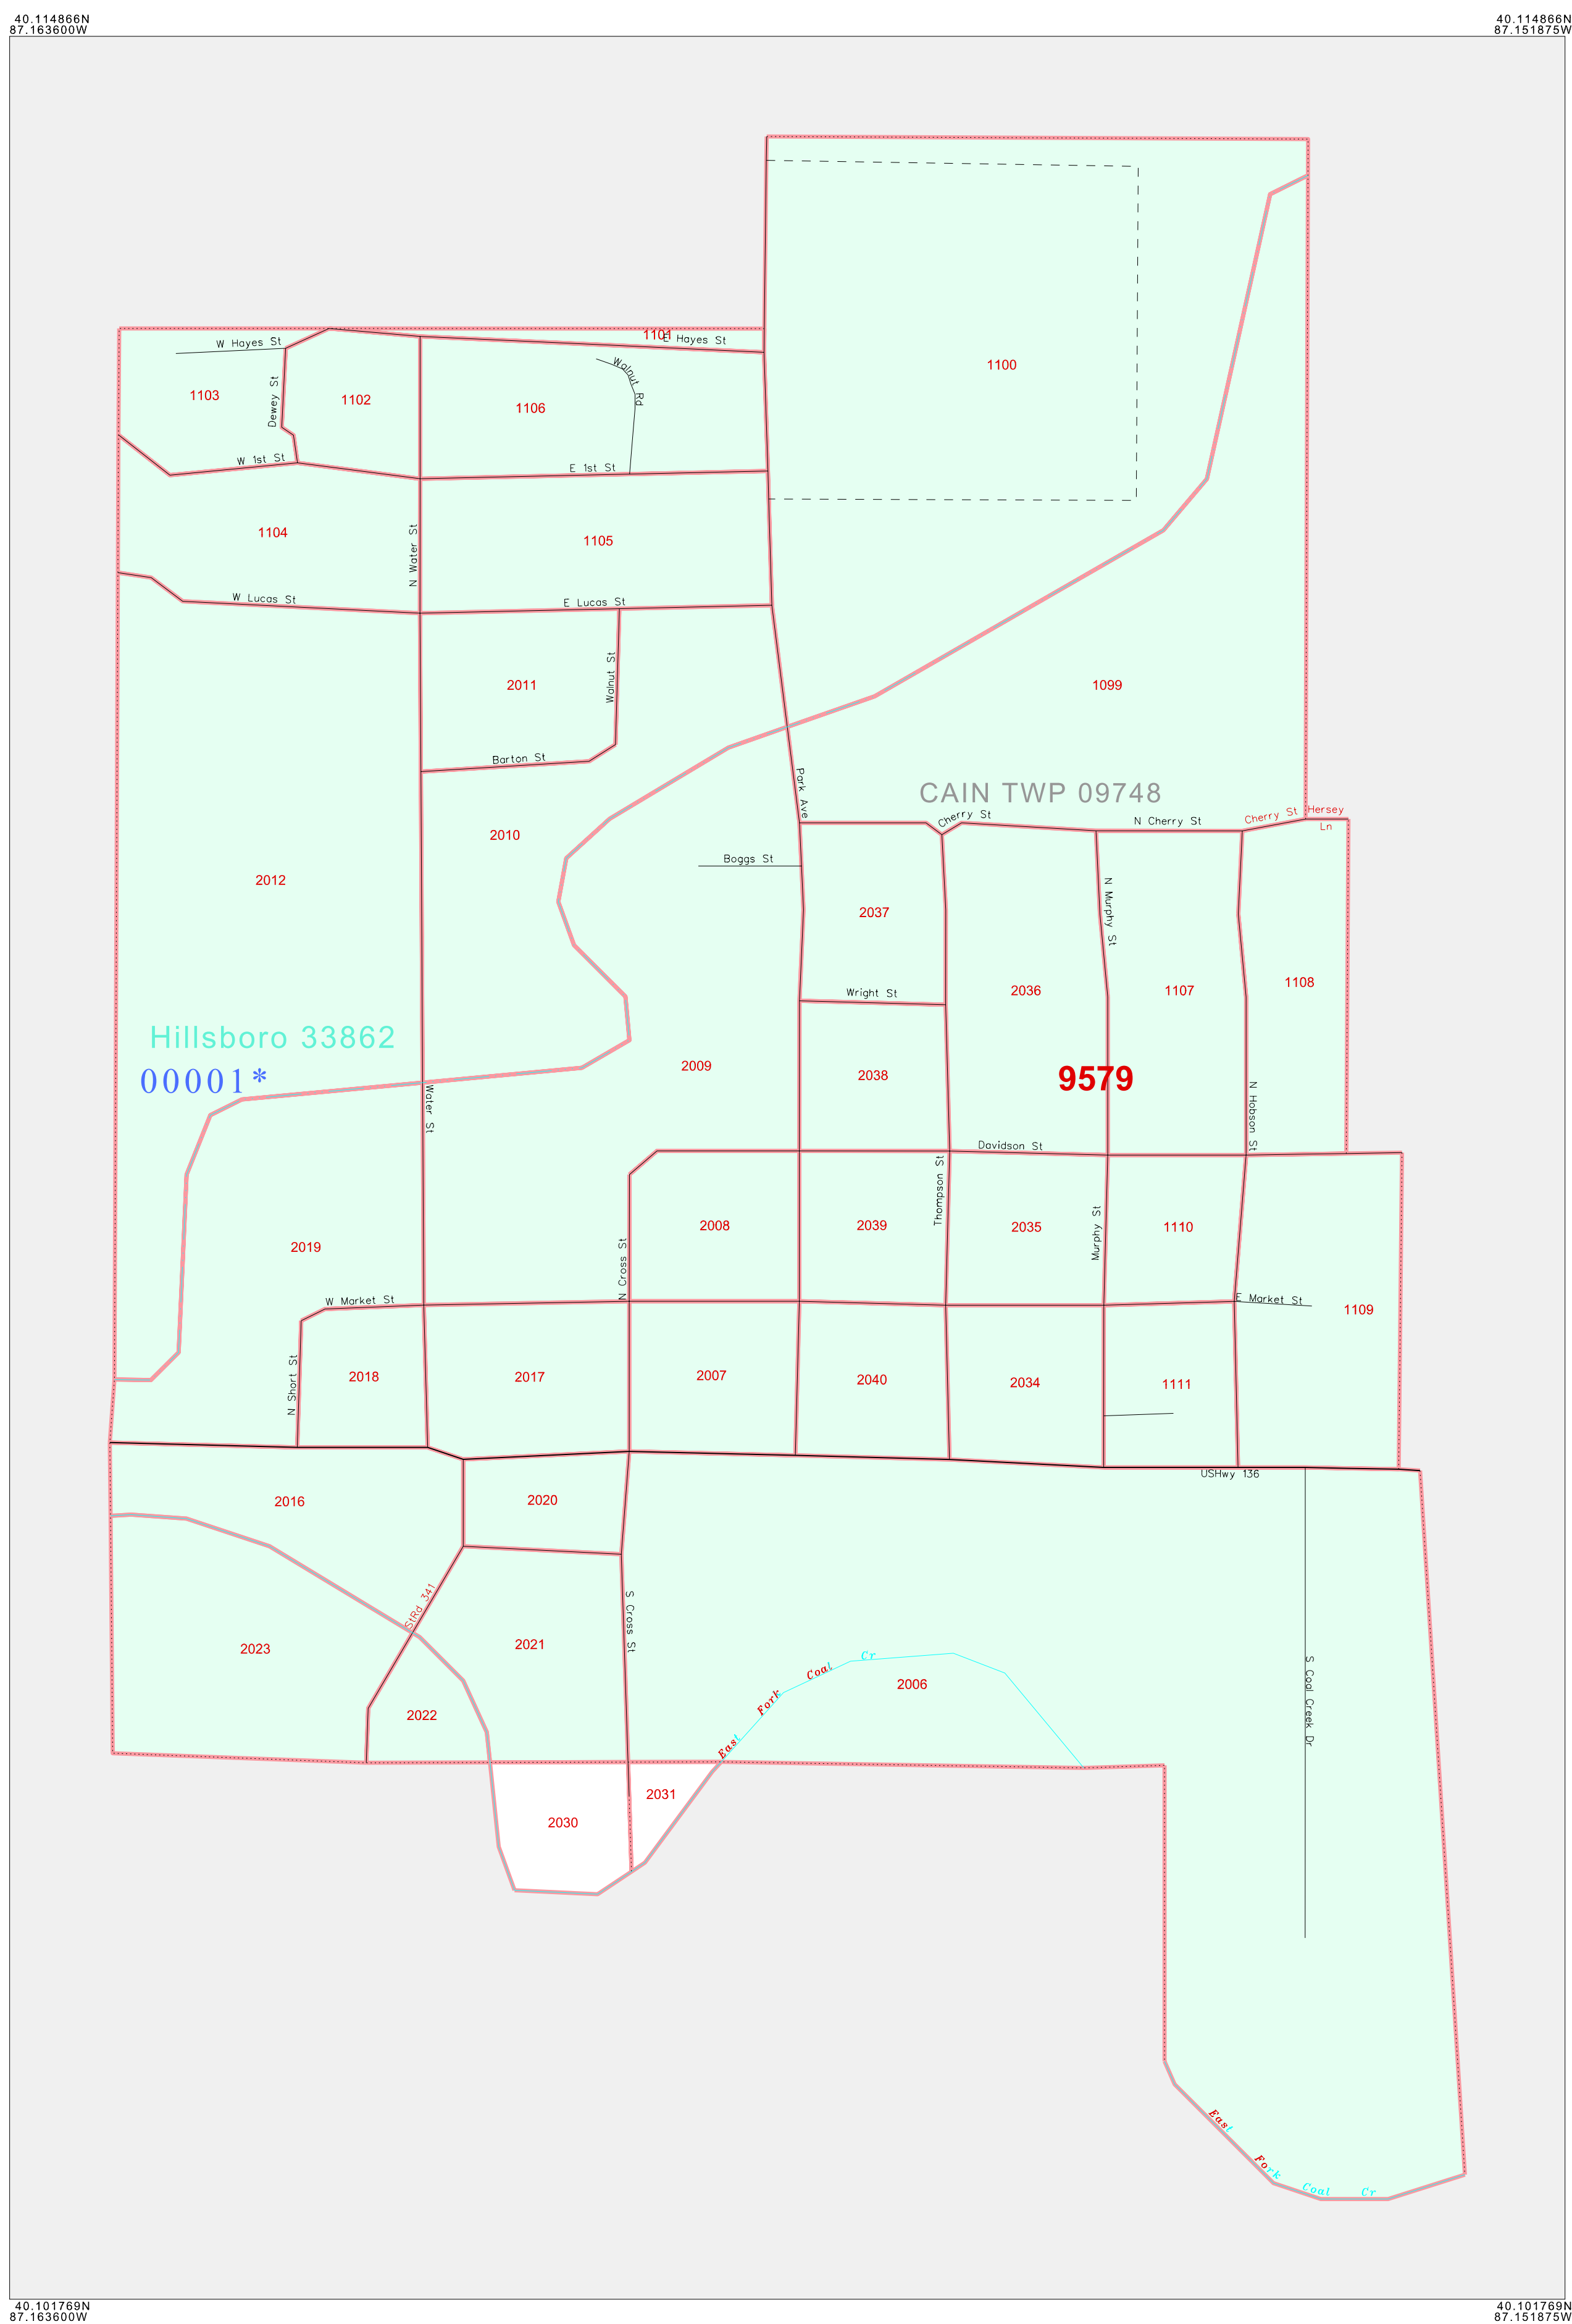 40.114866N
87.163600W
40.114866N
87.151875W
1101
E Hayes St
W Hayes St
Walnut Rd
1100
1103
Dewey St
1102
1106
W 1st St
E 1st St
1104
N Water St
1105
W Lucas St
E Lucas St
2011
Walnut St
1099
Barton St
Park Ave
CAIN TWP 09748
2010
Cherry St
N Cherry St
Cherry St
Hersey
Ln
Boggs St
2012
2037
N Murphy St
2036
1107
1108
Wright St
Hillsboro 33862
00001*
2009
2038
9579
Water St
N Hobson St
Davidson St
Thompson St
2008
2039
2035
Murphy St
1110
2019
N Cross St
W Market St
E Market St
1109
N Short St
2018
2017
2007
2040
2034
1111
USHwy 136
2016
2020
StRd 341
S Cross St
2023
2021
East Fork Coal Cr
2006
S Coal Creek Dr
2022
2031
2030
East Fork Coal Cr
40.101769N
87.163600W
40.101769N
87.151875W